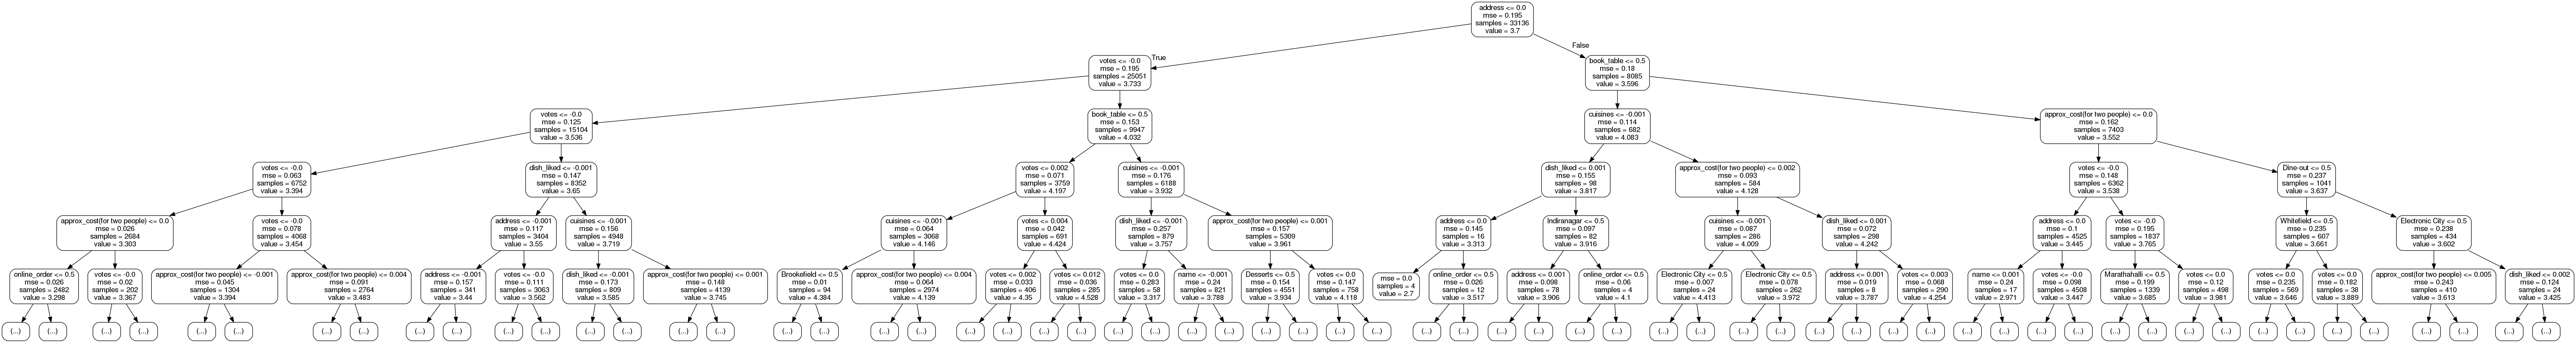 address <= 0.0
mse = 0.195
samples = 33136
value = 3.7
True
False
votes <= -0.0
mse = 0.195
samples = 25051
value = 3.733
book_table <= 0.5
mse = 0.18
samples = 8085
value = 3.596
votes <= -0.0
mse = 0.125
samples = 15104
value = 3.536
book_table <= 0.5
mse = 0.153
samples = 9947
value = 4.032
cuisines <= -0.001
mse = 0.114
samples = 682
value = 4.083
approx_cost(for two people) <= 0.0
mse = 0.162
samples = 7403
value = 3.552
votes <= -0.0
mse = 0.063
samples = 6752
value = 3.394
dish_liked <= -0.001
mse = 0.147
samples = 8352
value = 3.65
votes <= 0.002
mse = 0.071
samples = 3759
value = 4.197
cuisines <= -0.001
mse = 0.176
samples = 6188
value = 3.932
dish_liked <= 0.001
mse = 0.155
samples = 98
value = 3.817
approx_cost(for two people) <= 0.002
mse = 0.093
samples = 584
value = 4.128
votes <= -0.0
mse = 0.148
samples = 6362
value = 3.538
Dine-out <= 0.5
mse = 0.237
samples = 1041
value = 3.637
approx_cost(for two people) <= 0.0
mse = 0.026
samples = 2684
value = 3.303
votes <= -0.0
mse = 0.078
samples = 4068
value = 3.454
address <= -0.001
mse = 0.117
samples = 3404
value = 3.55
cuisines <= -0.001
mse = 0.156
samples = 4948
value = 3.719
cuisines <= -0.001
mse = 0.064
samples = 3068
value = 4.146
votes <= 0.004
mse = 0.042
samples = 691
value = 4.424
dish_liked <= -0.001
mse = 0.257
samples = 879
value = 3.757
approx_cost(for two people) <= 0.001
mse = 0.157
samples = 5309
value = 3.961
address <= 0.0
mse = 0.145
samples = 16
value = 3.313
Indiranagar <= 0.5
mse = 0.097
samples = 82
value = 3.916
cuisines <= -0.001
mse = 0.087
samples = 286
value = 4.009
dish_liked <= 0.001
mse = 0.072
samples = 298
value = 4.242
address <= 0.0
mse = 0.1
samples = 4525
value = 3.445
votes <= -0.0
mse = 0.195
samples = 1837
value = 3.765
Whitefield <= 0.5
mse = 0.235
samples = 607
value = 3.661
Electronic City <= 0.5
mse = 0.238
samples = 434
value = 3.602
online_order <= 0.5
mse = 0.026
samples = 2482
value = 3.298
votes <= -0.0
mse = 0.02
samples = 202
value = 3.367
approx_cost(for two people) <= -0.001
mse = 0.045
samples = 1304
value = 3.394
approx_cost(for two people) <= 0.004
mse = 0.091
samples = 2764
value = 3.483
address <= -0.001
mse = 0.157
samples = 341
value = 3.44
votes <= -0.0
mse = 0.111
samples = 3063
value = 3.562
dish_liked <= -0.001
mse = 0.173
samples = 809
value = 3.585
approx_cost(for two people) <= 0.001
mse = 0.148
samples = 4139
value = 3.745
Brookefield <= 0.5
mse = 0.01
samples = 94
value = 4.384
approx_cost(for two people) <= 0.004
mse = 0.064
samples = 2974
value = 4.139
votes <= 0.002
mse = 0.033
samples = 406
value = 4.35
votes <= 0.012
mse = 0.036
samples = 285
value = 4.528
votes <= 0.0
mse = 0.283
samples = 58
value = 3.317
name <= -0.001
mse = 0.24
samples = 821
value = 3.788
Desserts <= 0.5
mse = 0.154
samples = 4551
value = 3.934
votes <= 0.0
mse = 0.147
samples = 758
value = 4.118
mse = 0.0
samples = 4
value = 2.7
online_order <= 0.5
mse = 0.026
samples = 12
value = 3.517
address <= 0.001
mse = 0.098
samples = 78
value = 3.906
online_order <= 0.5
mse = 0.06
samples = 4
value = 4.1
Electronic City <= 0.5
mse = 0.007
samples = 24
value = 4.413
Electronic City <= 0.5
mse = 0.078
samples = 262
value = 3.972
address <= 0.001
mse = 0.019
samples = 8
value = 3.787
votes <= 0.003
mse = 0.068
samples = 290
value = 4.254
name <= 0.001
mse = 0.24
samples = 17
value = 2.971
votes <= -0.0
mse = 0.098
samples = 4508
value = 3.447
Marathahalli <= 0.5
mse = 0.199
samples = 1339
value = 3.685
votes <= 0.0
mse = 0.12
samples = 498
value = 3.981
votes <= 0.0
mse = 0.235
samples = 569
value = 3.646
votes <= 0.0
mse = 0.182
samples = 38
value = 3.889
approx_cost(for two people) <= 0.005
mse = 0.243
samples = 410
value = 3.613
dish_liked <= 0.002
mse = 0.124
samples = 24
value = 3.425
(...) (...) (...) (...) (...) (...) (...) (...) (...) (...) (...) (...) (...) (...) (...) (...) (...) (...) (...) (...) (...) (...) (...) (...) (...) (...) (...) (...) (...) (...) (...) (...) (...) (...) (...) (...) (...) (...) (...) (...) (...) (...) (...) (...) (...) (...) (...) (...) (...) (...) (...) (...) (...) (...) (...) (...) (...) (...) (...) (...) (...) (...)